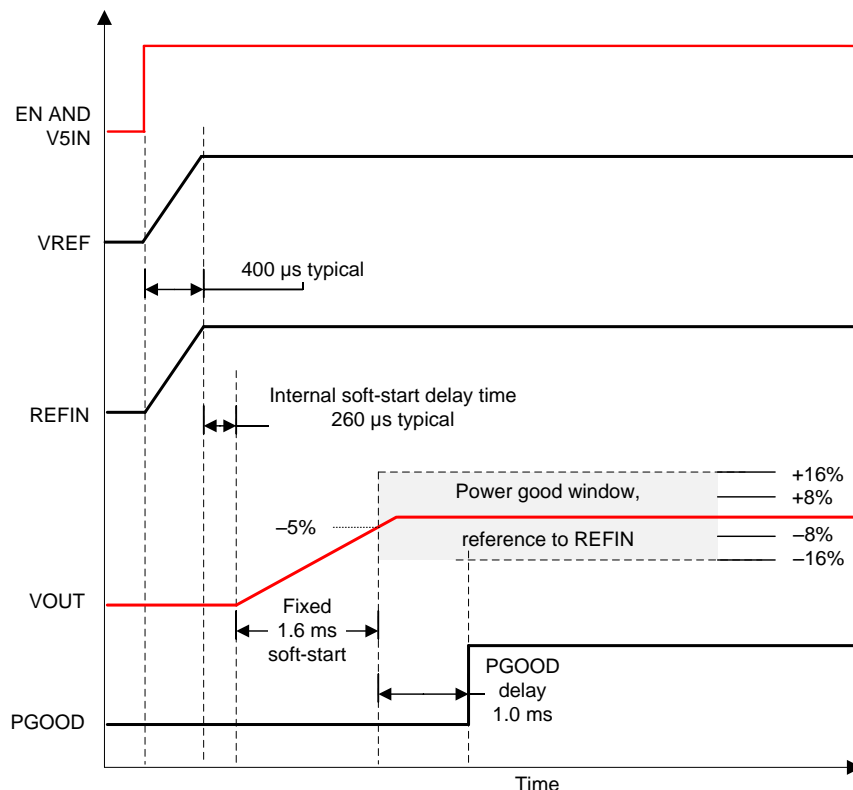 EN AND
V5IN
VREF
400 µs typical
REFIN
Internal soft-start delay time
260 µs typical
+16%
Power good window,
+8%
–5%
reference to REFIN
–8%
–16%
VOUT
Fixed
1.6 ms
soft-start
PGOOD
delay
1.0 ms
PGOOD
Time